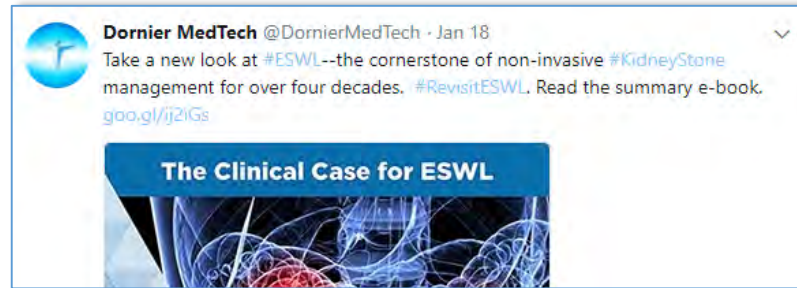 Dornier MedTech @DornierMedTech · Jan 18
Take a new look at #ESWL--the cornerstone of non-invasive #KidneyStone
management for over four decades. #RevisitESWL. Read the summary e-book.
goo.gl/ij2iGs
The Clinical Case for ESWL